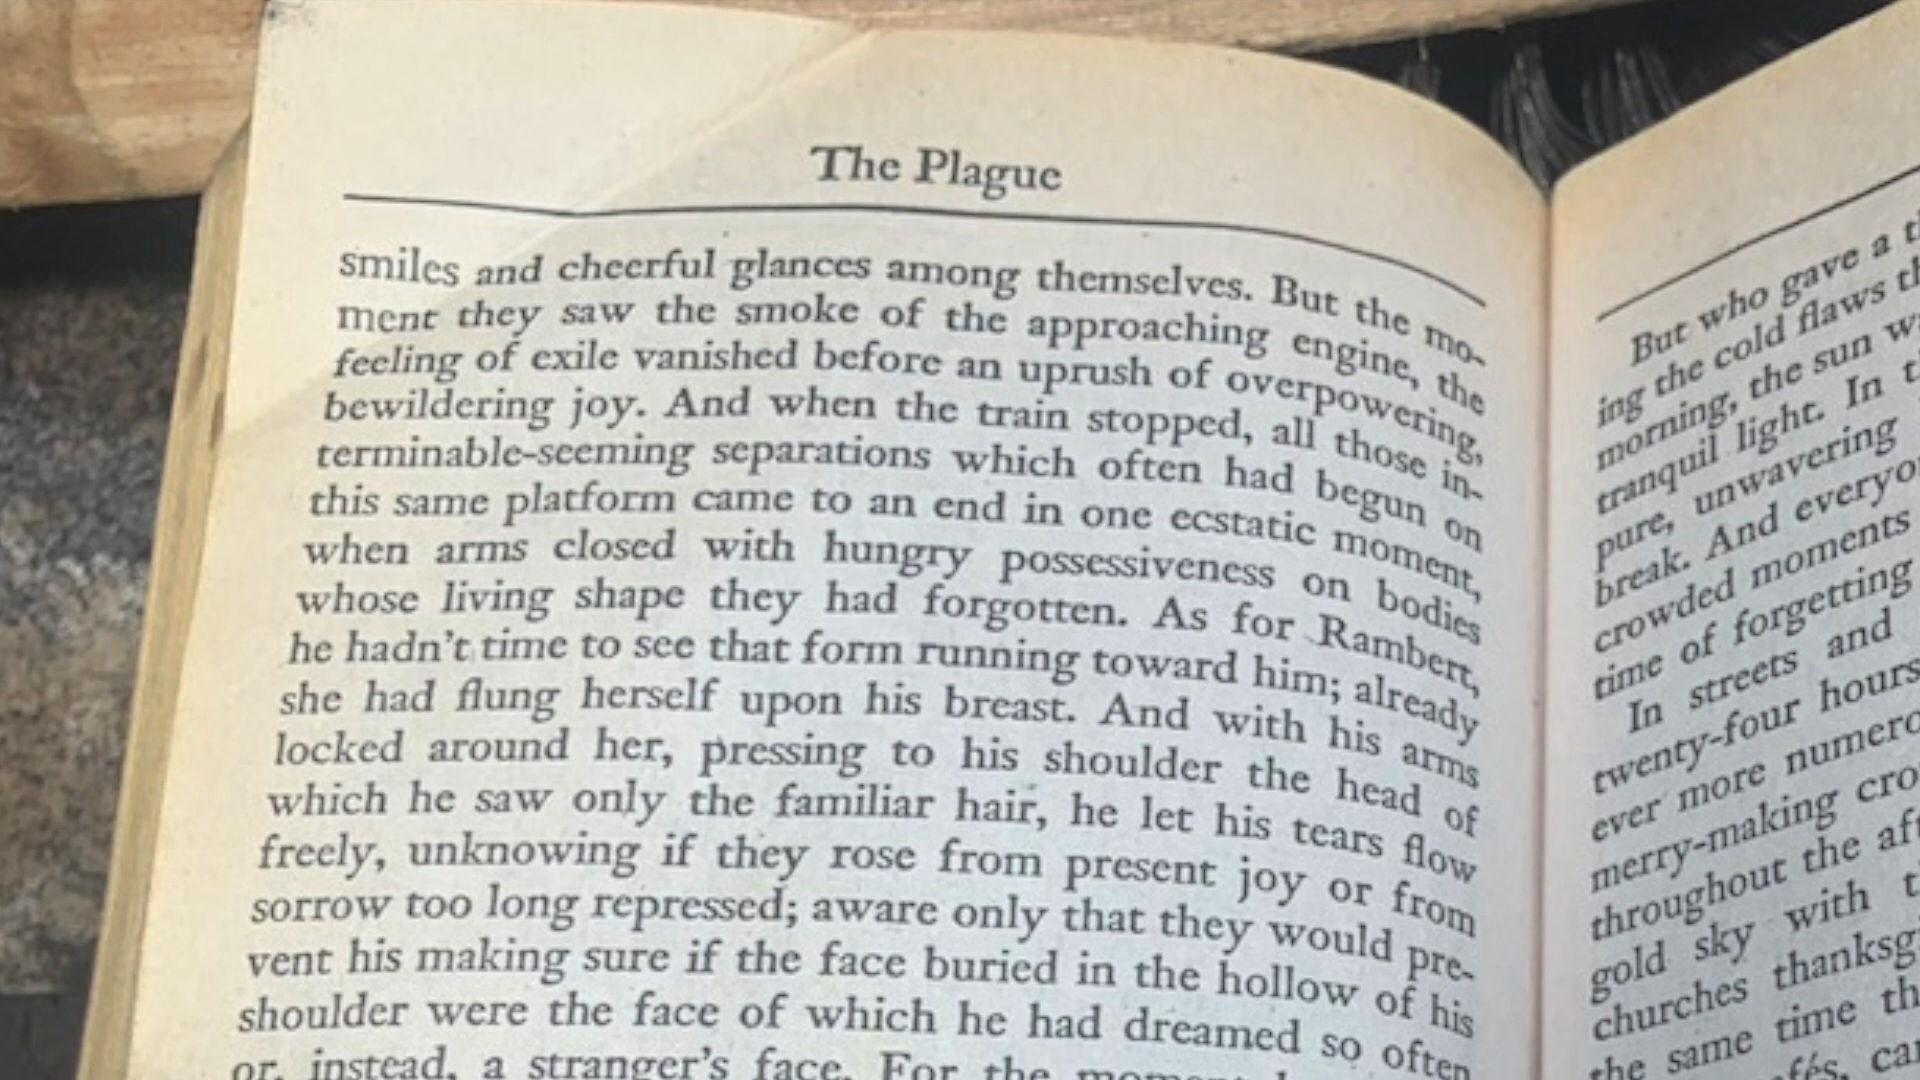 The Plague
smiles and cheerful glances among themselves. But the mo-
ment they saw the smoke of the approaching engine, the
feeling of exile vanished before an uprush of overpowering,
bewildering joy. And when the train stopped, all those in-
terminable-seeming separations which often had begun on
this same platform came to an end in one ecstatic moment,
when arms closed with hungry possessiveness on bodies
whose living shape they had forgotten. As for Rambert,
he hadn't time to see that form running toward him; already
she had flung herself upon his breast. And with his arms
locked around her, pressing to his shoulder the head of
which he saw only the familiar hair, he let his tears flow
freely, unknowing if they rose from present joy or from
sorrow too long repressed; aware only that they would pre-
vent his making sure if the face buried in the hollow of his
shoulder were the face of which he had dreamed so often
or, instead, a stranger's face. For the
But who gave a
ing the cold flaws
morning, the sun
tranquil light. In
pure, unwavering
break. And
crowded moments
time of forgetting
In streets and
twenty-four hours
ever more
merry-making
throughout the
gold sky with
churches
the same time